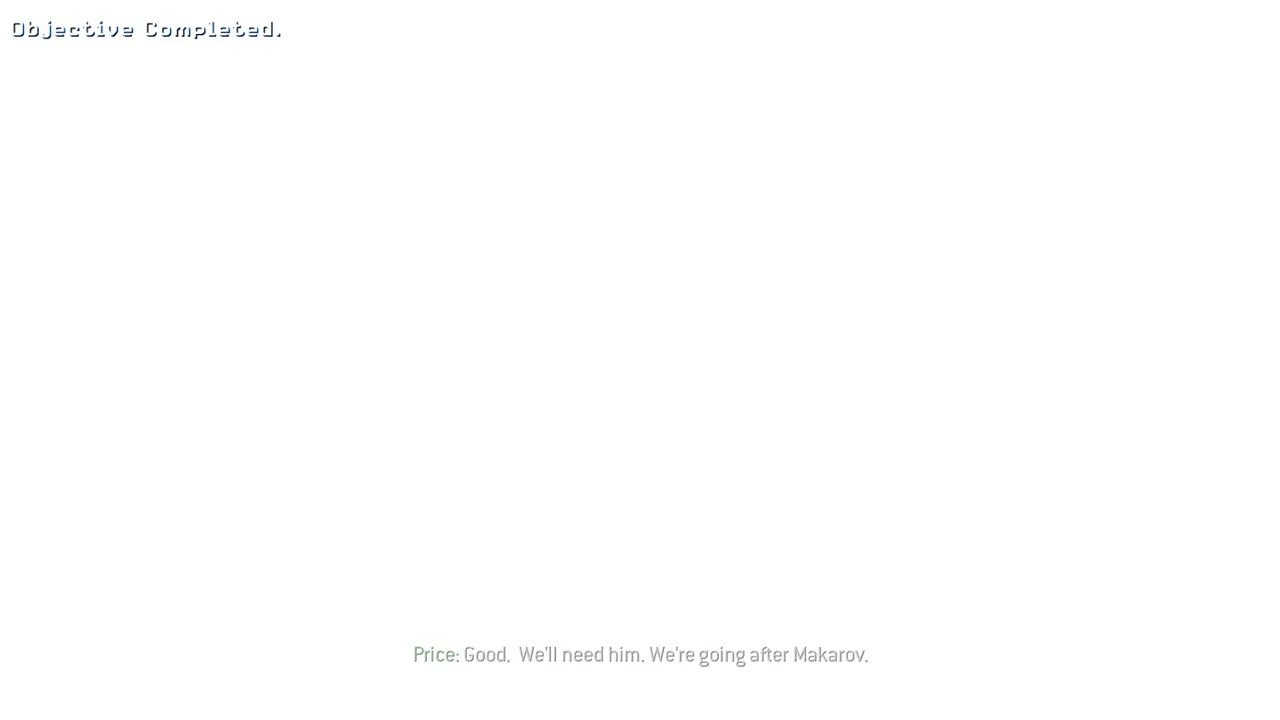 Objective Completed.
Price: Good.  We'll need him. We're going after Makarov.